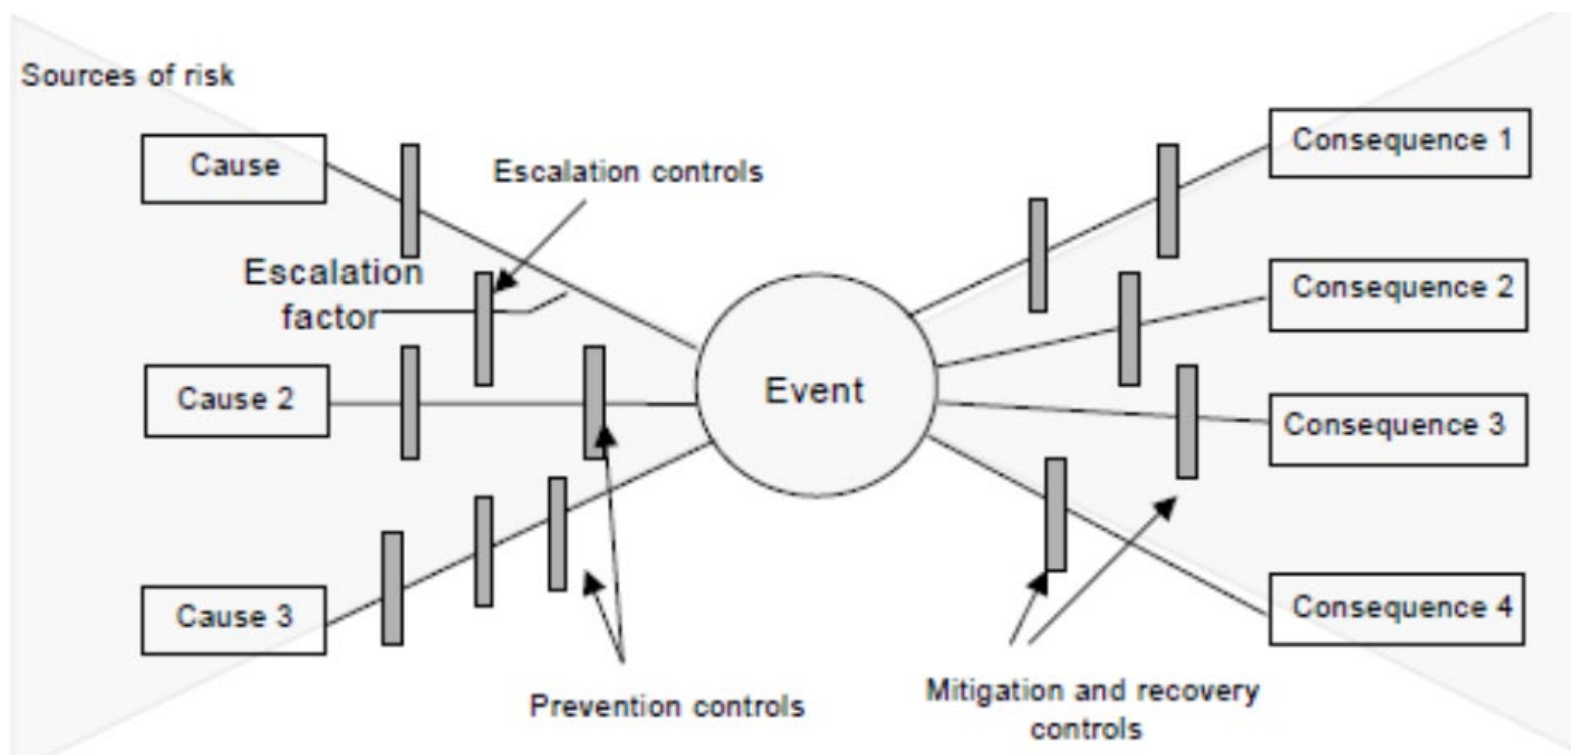 Sources of risk
Cause
Escalation controls
Escalation
factor
Cause 2
Cause 3
Prevention controls
Event
Consequence 1
Consequence 2
Consequence 3
Consequence 4
Mitigation and recovery
controls